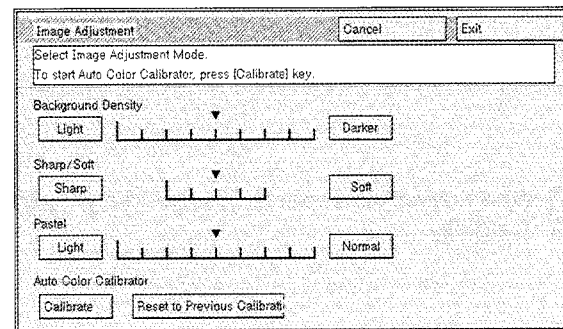 Image Adjustment Cancel Exit
Select Image Adjustment Mode.
To start Auto Color Calibrator, press [Calibrate] key.
Background Density
Light Darker
Sharp/Soft
Sharp Soft
Pastel
Light Normal
Auto Color Calibrator
Calibrate Reset to Previous Calibrati